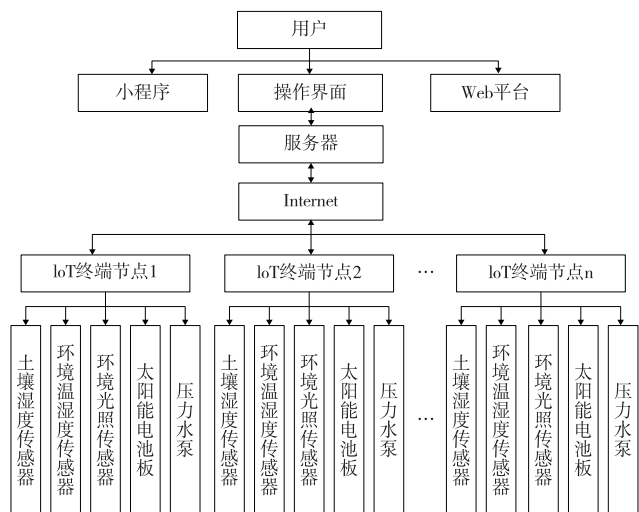 用户
小程序
操作界面
Web平台
服务器
Internet
IoT终端节点1
IoT终端节点2
…
IoT终端节点n
土壤湿度传感器
环境温湿度传感器
环境光照传感器
太阳能电池板
压力水泵
土壤湿度传感器
环境温湿度传感器
环境光照传感器
太阳能电池板
压力水泵
…
土壤湿度传感器
环境温湿度传感器
环境光照传感器
太阳能电池板
压力水泵